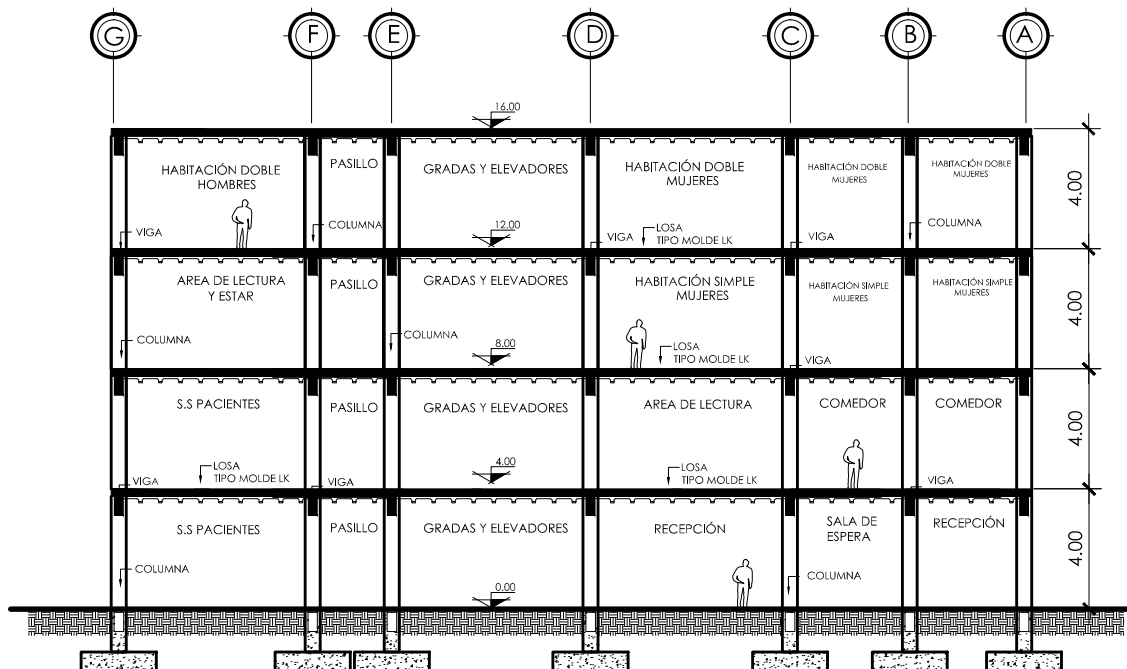 G
F
E
D
C
B
A
16.00
HABITACIÓN DOBLE
HOMBRES
PASILLO
GRADAS Y ELEVADORES
HABITACIÓN DOBLE
MUJERES
HABITACIÓN DOBLE
MUJERES
HABITACIÓN DOBLE
MUJERES
4.00
VIGA
COLUMNA
12.00
VIGA
LOSA
TIPO MOLDE LK
VIGA
COLUMNA
AREA DE LECTURA
Y ESTAR
PASILLO
GRADAS Y ELEVADORES
HABITACIÓN SIMPLE
MUJERES
HABITACIÓN SIMPLE
MUJERES
HABITACIÓN SIMPLE
MUJERES
4.00
COLUMNA
COLUMNA
8.00
LOSA
TIPO MOLDE LK
VIGA
S.S PACIENTES
PASILLO
GRADAS Y ELEVADORES
AREA DE LECTURA
COMEDOR
COMEDOR
4.00
VIGA
LOSA
TIPO MOLDE LK
VIGA
4.00
LOSA
TIPO MOLDE LK
VIGA
S.S PACIENTES
PASILLO
GRADAS Y ELEVADORES
RECEPCIÓN
SALA DE
ESPERA
RECEPCIÓN
4.00
COLUMNA
0.00
COLUMNA